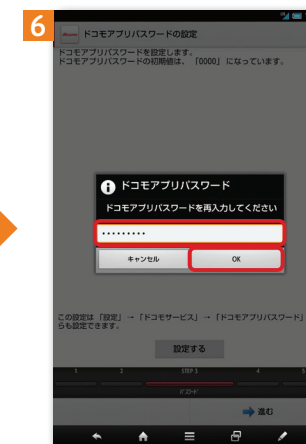 6
ドコモアプリパスワードの設定
ドコモアプリパスワードを設定します。
ドコモアプリパスワードの初期値は、「0000」になっています。
ドコモアプリパスワード
ドコモアプリパスワードを再入力してください
・・・・・・・・・
キャンセル
OK
この設定は「設定」→「ドコモサービス」→「ドコモアプリパスワード」
らも設定できます。
設定する
1 2 STEP 3 4 5
進む